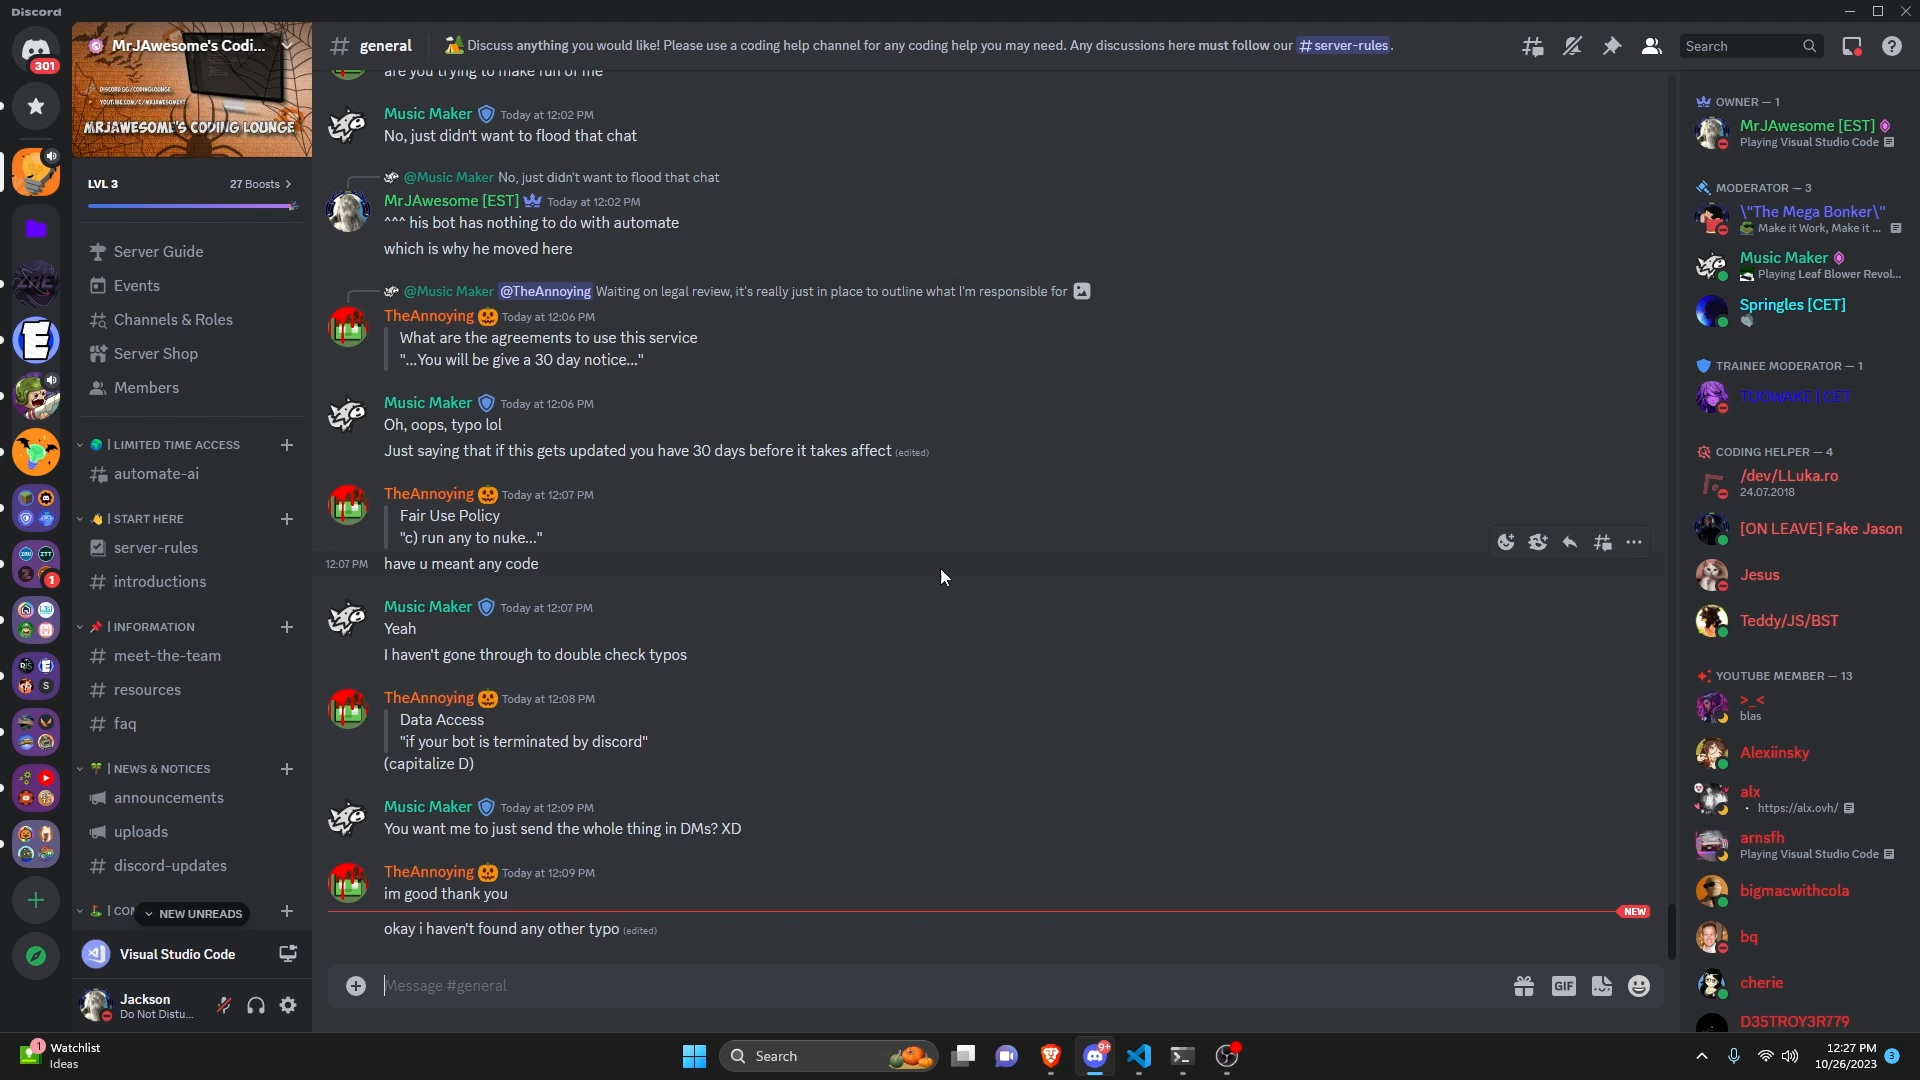 Discord
301
MrJAwesome's Codi...
DISCORD.GG/CODINGLOUNGE
YOUTUBE.COM/C/MRJAWESOMEYT
MRJAWESOME'S CODING LOUNGE
LVL 3
27 Boosts
Server Guide
Events
Channels & Roles
Server Shop
Members
| LIMITED TIME ACCESS
automate-ai
| START HERE
server-rules
introductions
| INFORMATION
meet-the-team
resources
faq
| NEWS & NOTICES
announcements
uploads
discord-updates
| CON
NEW UNREADS
Visual Studio Code
Jackson
Do Not Distu...
1
general
Discuss anything you would like! Please use a coding help channel for any coding help you may need. Any discussions here must follow our # server-rules .
Search
are you trying to make fun of me
Music Maker Today at 12:02 PM
No, just didn't want to flood that chat
@Music Maker No, just didn't want to flood that chat
MrJAwesome [EST] Today at 12:02 PM
^^^ his bot has nothing to do with automate
which is why he moved here
@Music Maker @TheAnnoying Waiting on legal review, it's really just in place to outline what I'm responsible for
TheAnnoying Today at 12:06 PM
What are the agreements to use this service
"...You will be give a 30 day notice..."
Music Maker Today at 12:06 PM
Oh, oops, typo lol
Just saying that if this gets updated you have 30 days before it takes affect (edited)
TheAnnoying Today at 12:07 PM
Fair Use Policy
"c) run any to nuke..."
12:07 PM have u meant any code
Music Maker Today at 12:07 PM
Yeah
I haven't gone through to double check typos
TheAnnoying Today at 12:08 PM
Data Access
"if your bot is terminated by discord"
(capitalize D)
Music Maker Today at 12:09 PM
You want me to just send the whole thing in DMs? XD
TheAnnoying Today at 12:09 PM
im good thank you
NEW
okay i haven't found any other typo (edited)
Message #general
GIF
OWNER — 1
MrJAwesome [EST]
Playing Visual Studio Code
MODERATOR — 3
\"The Mega Bonker\"
Make it Work, Make it ...
Music Maker
Playing Leaf Blower Revol...
Springles [CET]
TRAINEE MODERATOR — 1
TOOWAKE | CET
CODING HELPER — 4
/dev/LLuka.ro
24.07.2018
[ON LEAVE] Fake Jason
Jesus
Teddy/JS/BST
YOUTUBE MEMBER — 13
>_<
blas
Alexiinsky
alx
• https://alx.ovh/
arnsfh
Playing Visual Studio Code
bigmacwithcola
bq
cherie
D35TROY3R779
1
Watchlist
Ideas
Search
9+
12:27 PM
10/26/2023
3